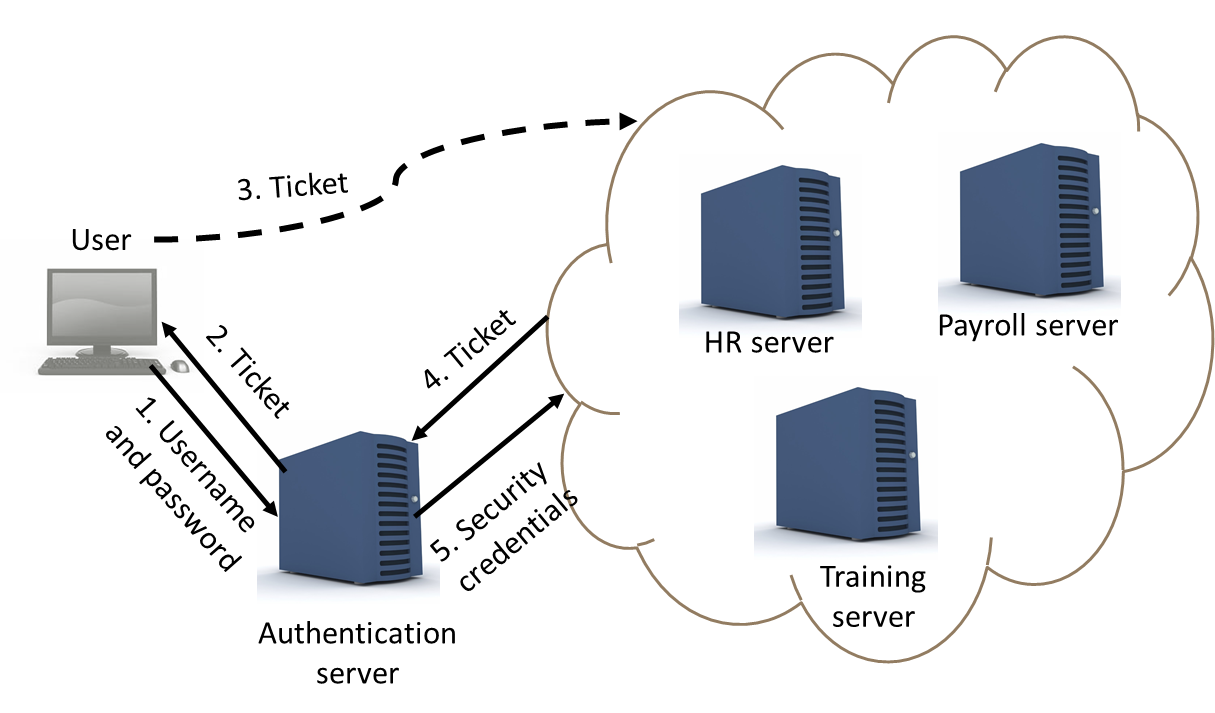 3. Ticket
User
2. Ticket
1. Username
and password
4. Ticket
5. Security
credentials
HR server
Payroll server
Training
server
Authentication
server